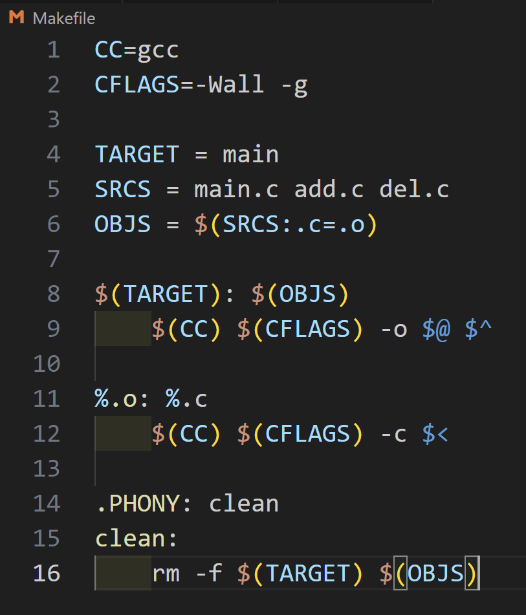 Makefile
1 CC=gcc
2 CFLAGS=-Wall -g
3
4 TARGET = main
5 SRCS = main.c add.c del.c
6 OBJS = $(SRCS:.c=.o)
7
8 $(TARGET): $(OBJS)
9 	$(CC) $(CFLAGS) -o $@ $^
10
11 %.o: %.c
12 	$(CC) $(CFLAGS) -c $<
13
14 .PHONY: clean
15 clean:
16 	rm -f $(TARGET) $(OBJS)